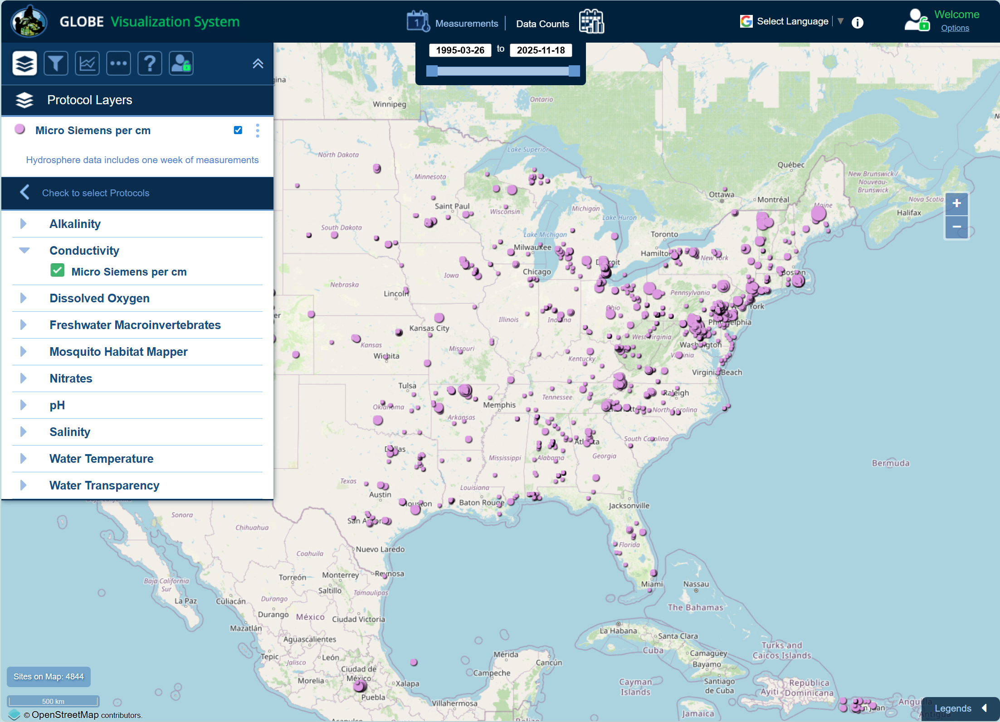 GLOBE Visualization System
Measurements
Data Counts
Select Language
Welcome
Options
1995-03-26 to 2025-11-18
Protocol Layers
Micro Siemens per cm
Hydrosphere data includes one week of measurements
Check to select Protocols
Alkalinity
Conductivity
Micro Siemens per cm
Dissolved Oxygen
Freshwater Macroinvertebrates
Mosquito Habitat Mapper
Nitrates
pH
Salinity
Water Temperature
Water Transparency
Winnipeg
Ontario
Lake Superior
North Dakota
Québec
Minnesota
New Brunswick /
Nouveau-
Brunswick
Ottawa
Montréal
Nova Scotia
Maine
Saint Paul
Wisconsin
Michigan
Halifax
Lake Huron
South Dakota
Lake Michigan
Toronto
Milwaukee
Hamilton
New York
Detroit
Chicago
Boston
Iowa
Nebraska
Lincoln
Pennsylvania
Ohio
New York
Illinois
Indiana
Philadelphia
Kansas City
West Virginia
Kansas
Missouri
Washington
Wichita
Kentucky
Virginia
Virginia Beach
Tulsa
Raleigh
Tennessee
Memphis
Oklahoma
Charlotte
North Carolina
Arkansas
Atlanta
South Carolina
Dallas
Mississippi
Alabama
Georgia
Bermuda
Texas
Louisiana
Austin
Houston
Baton Rouge
Jacksonville
Sonora
San Antonio
Chihuahua
Florida
Coahuila
Nuevo Laredo
Monterrey
Reynosa
Torreón
Baja California
Sur
Saltillo
Tamaulipas
Miami
Nassau
La Paz
Culiacán
Durango
The Bahamas
Durango
México
Ciudad Victoria
Mazatlán
La Habana
Santa Clara
Aguascalientes
Turks and
Caicos Islands
Cuba
Camagüey
Tepic
León
Mérida
Jalisco
Cancún
Bayamo
Ciudad de
México
Campeche
Morelia
Xalapa
Cayman
Islands
Santiago
de Cuba
República
Dominicana
Ayiti
Puebla
Villahermosa
Jamaica
Sites on Map: 4844
500 km
© OpenStreetMap contributors.
Legends